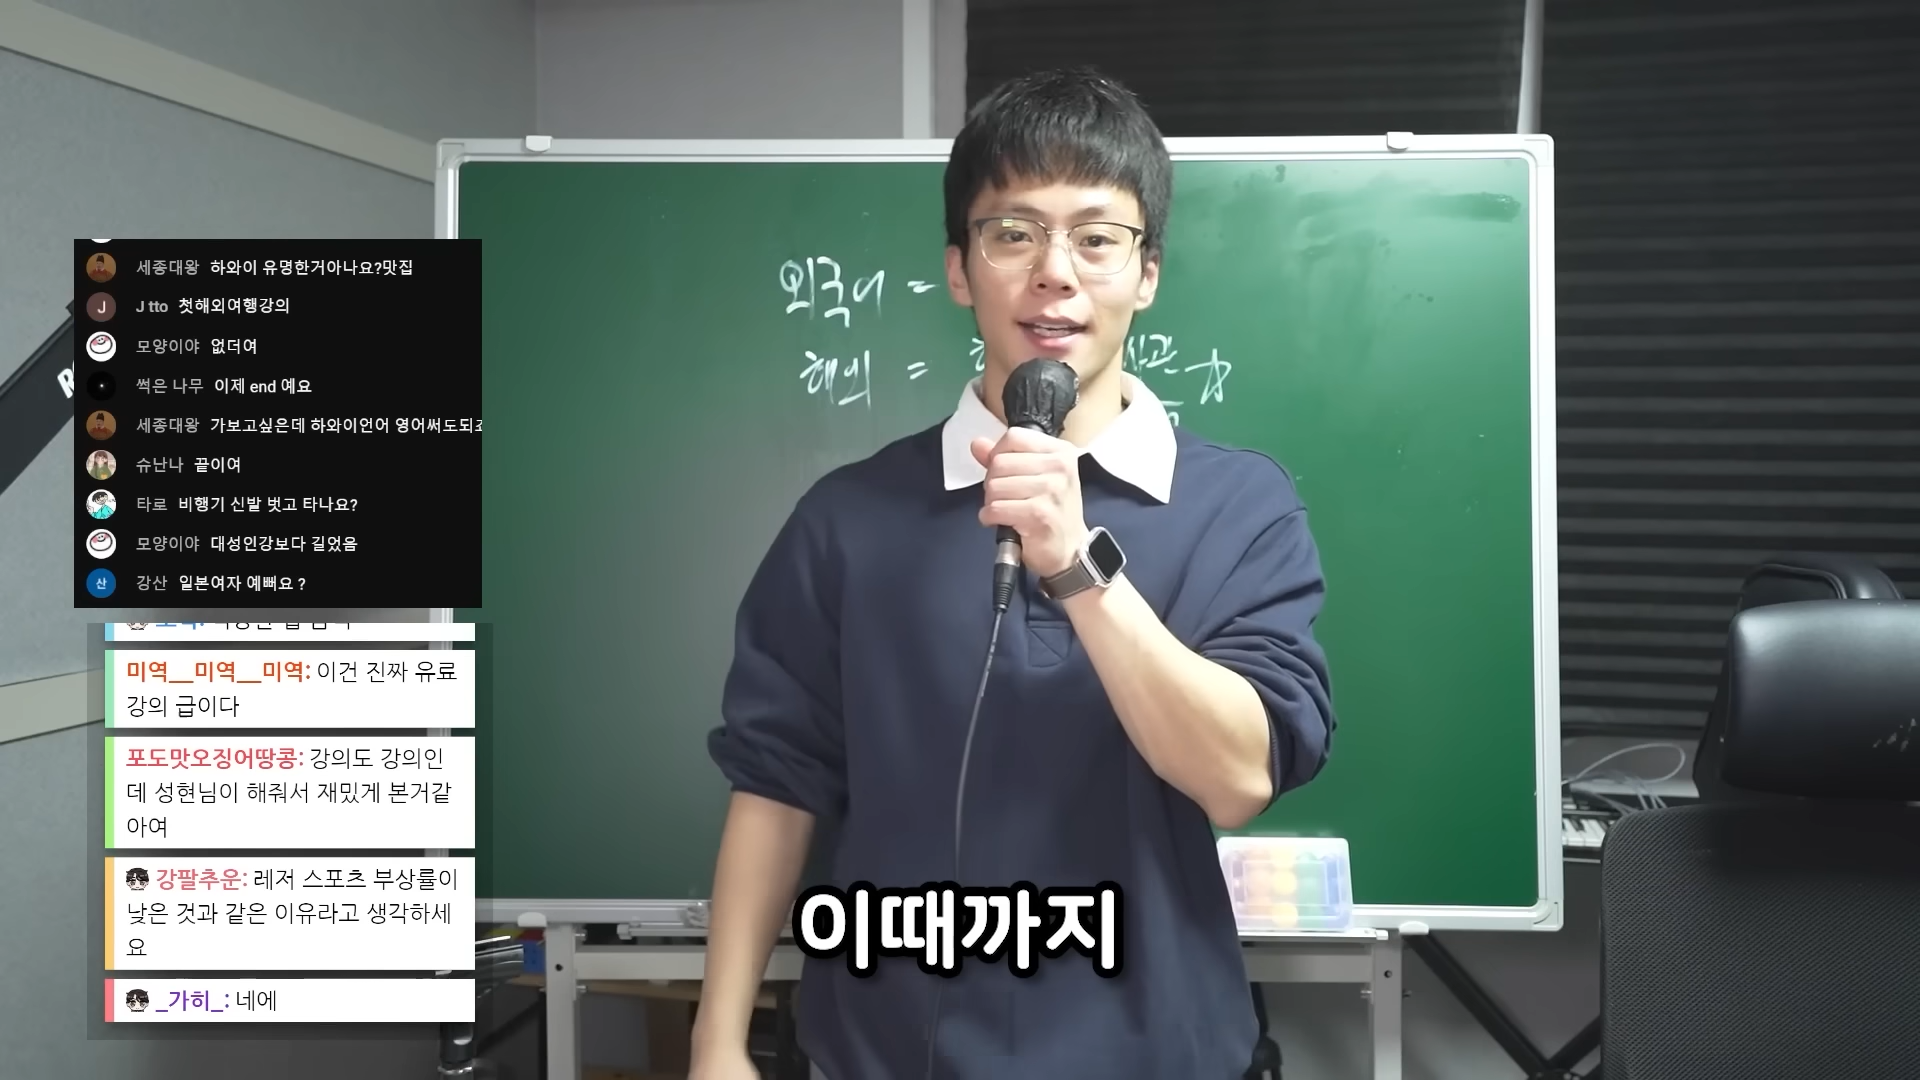 외국어 =
해외 =
사관 ☆
세종대왕 하와이 유명한거아나요?맛집
J J tto 첫해외여행강의
모양이야 없더여
썩은 나무 이제 end 예요
세종대왕 가보고싶은데 하와이언어 영어써도되죠
슈난나 끝이여
타로 비행기 신발 벗고 타나요?
모양이야 대성인강보다 길었음
산 강산 일본여자 예뻐요 ?
미역__미역__미역: 이건 진짜 유료
강의 급이다
포도맛오징어땅콩: 강의도 강의인
데 성현님이 해줘서 재밌게 본거같
아여
강팔추운: 레저 스포츠 부상률이
낮은 것과 같은 이유라고 생각하세
요
_가히_: 네에
이때까지